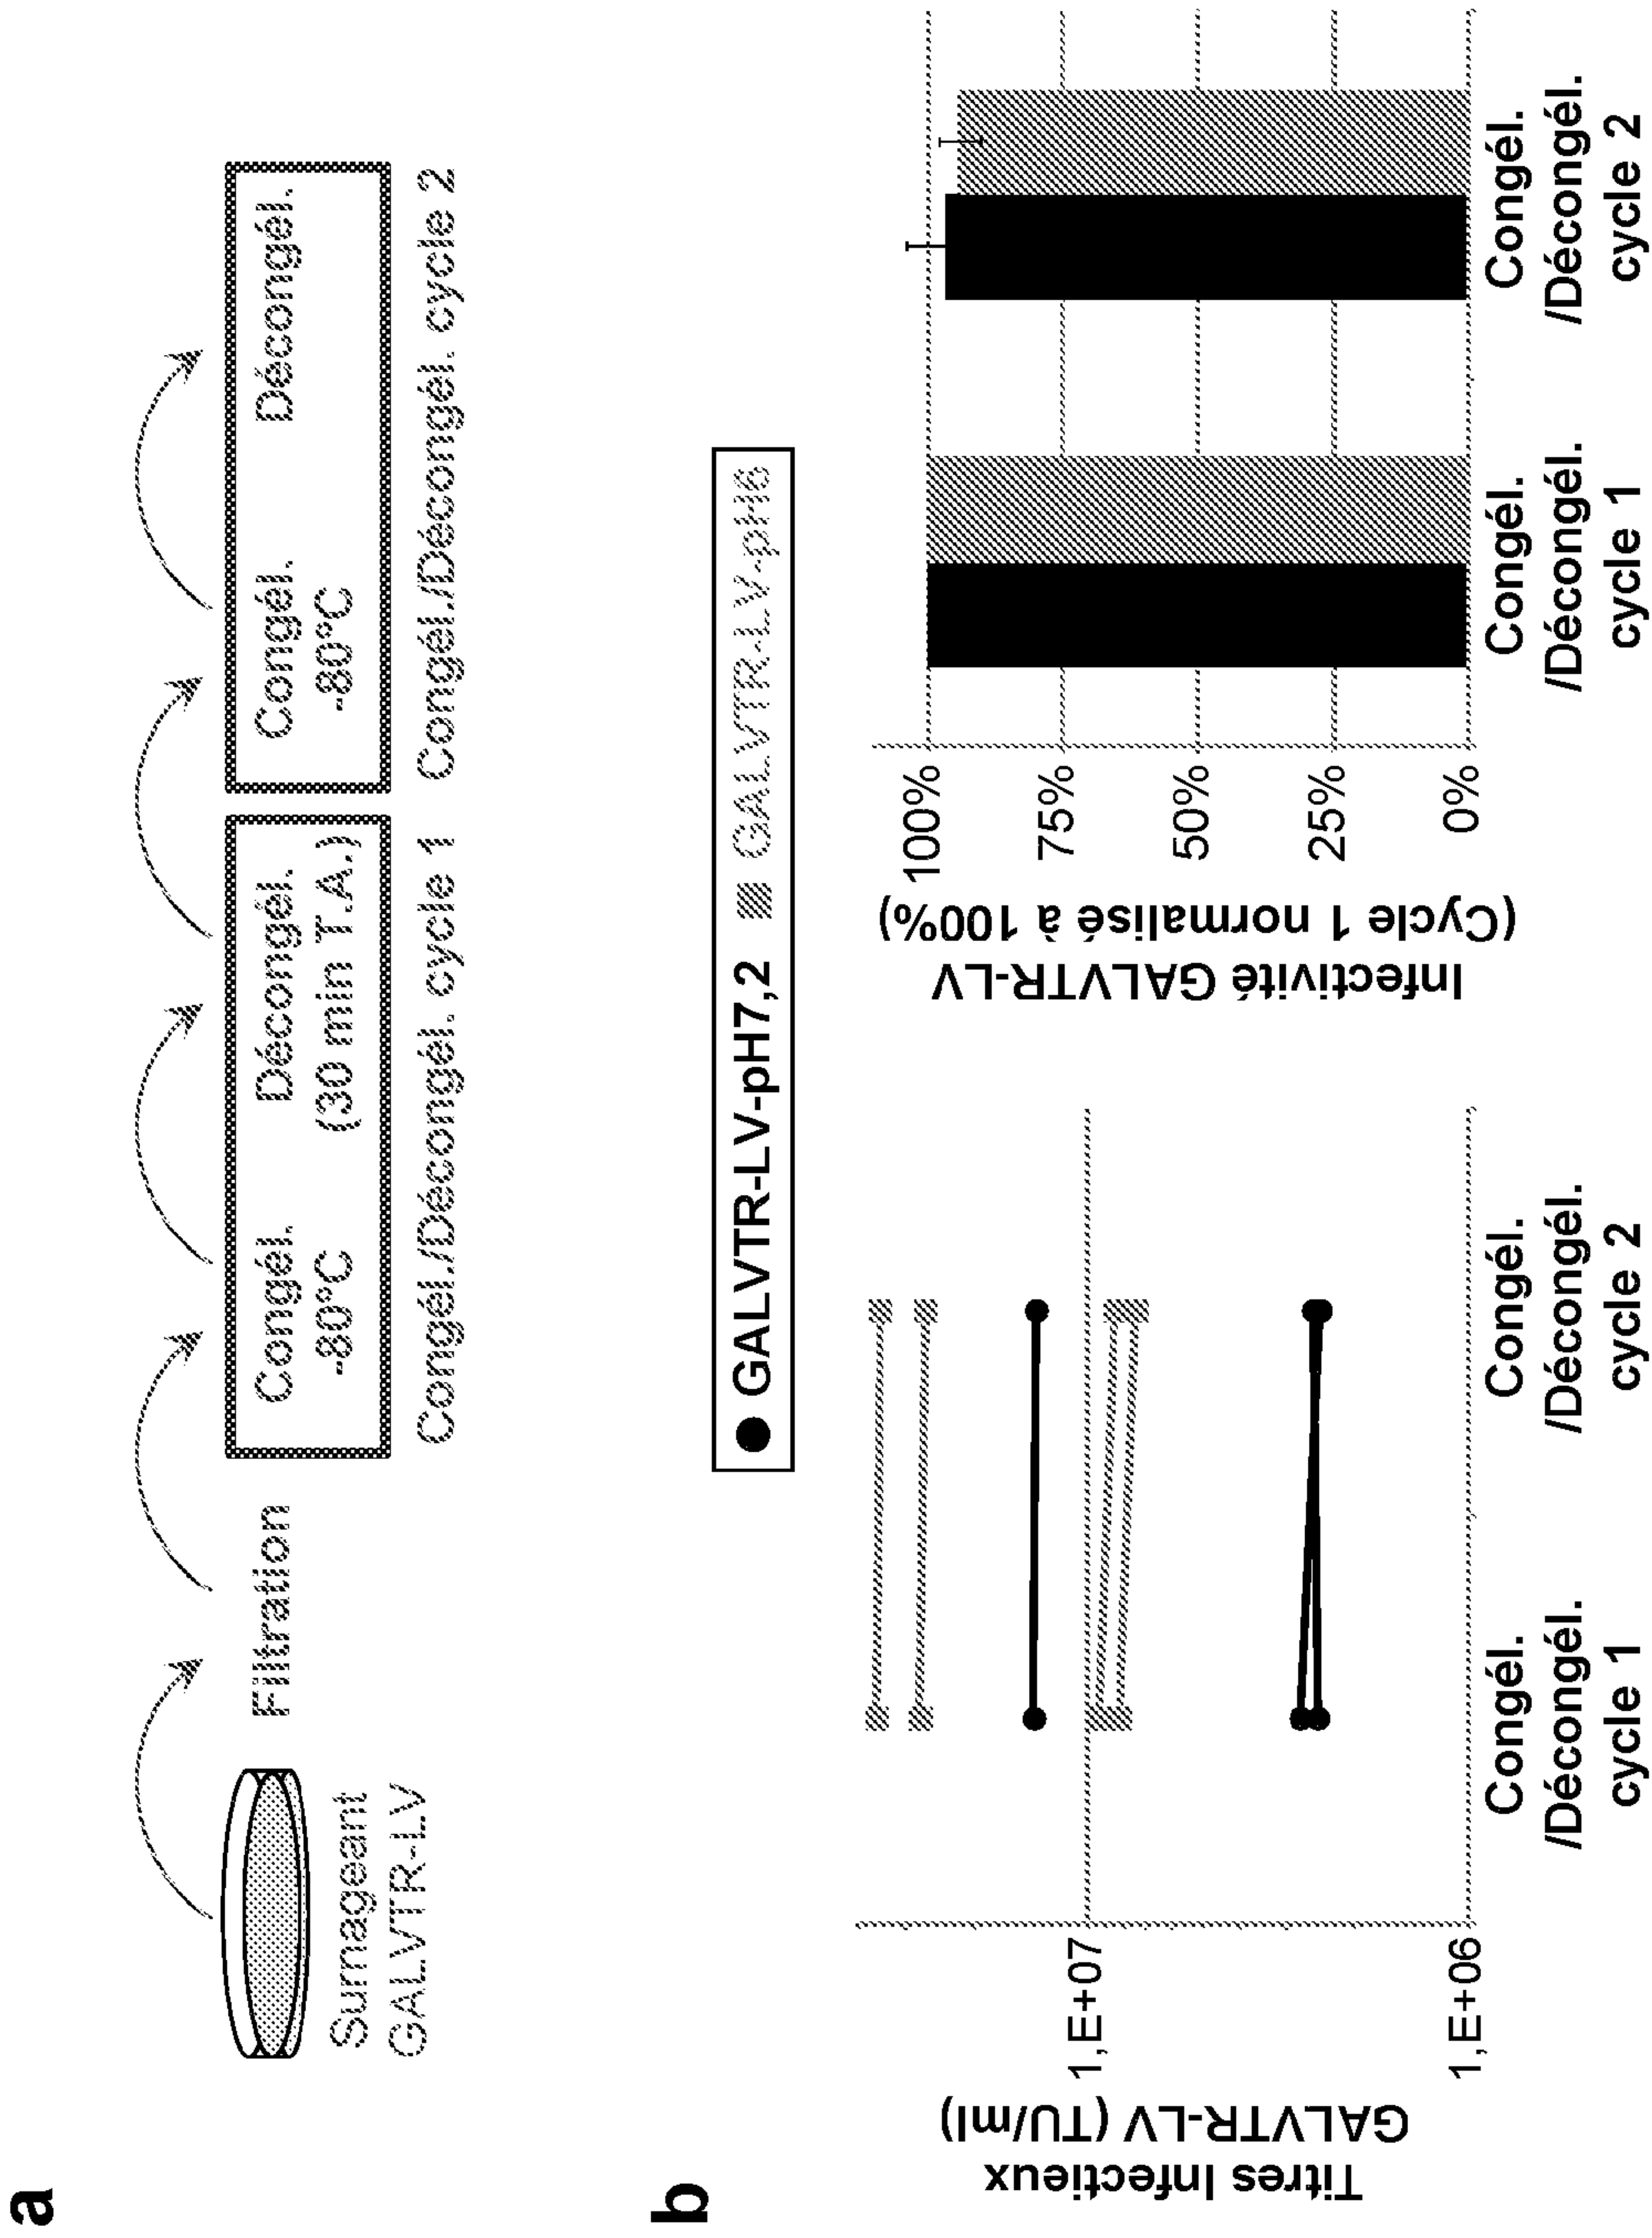 a
Surnageant
GALVTR-LV
Filtration
Congél.
-80°C
Décongél.
(30 min T.A.)
Congél./Décongél. cycle 1
Congél.
-80°C
Décongél.
Congél./Décongél. cycle 2
b
GALVTR-LV-pH7,2
GALVTR-LV-pH6
Titres Infectieux
GALVTR-LV (TU/ml)
1,E+07
1,E+06
Congél.
/Décongél.
cycle 1
Congél.
/Décongél.
cycle 2
Infectivité GALVTR-LV
(Cycle 1 normalisé à 100%)
100%
75%
50%
25%
0%
Congél.
/Décongél.
cycle 1
Congél.
/Décongél.
cycle 2